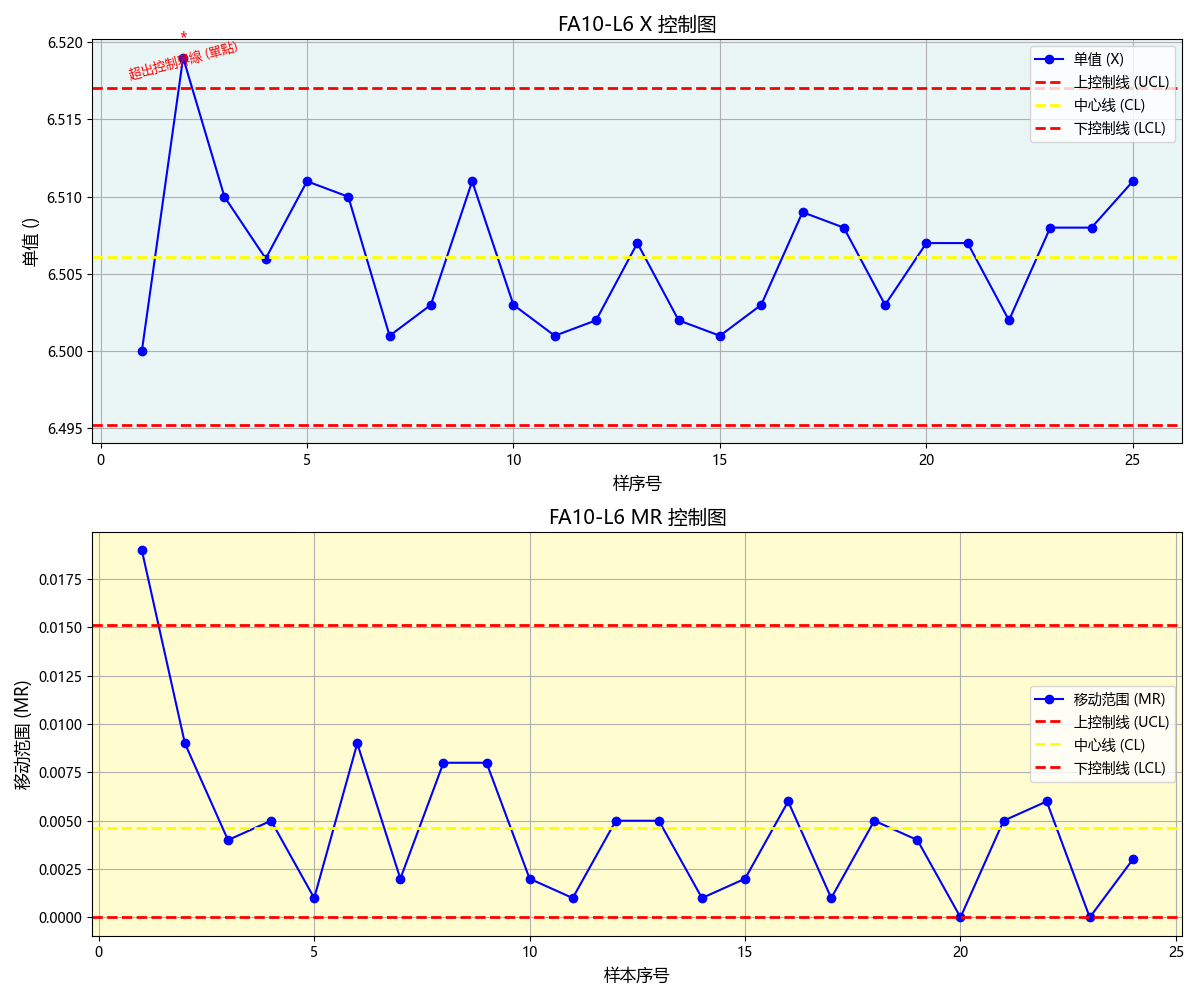 FA10-L6 X 控制图
*
超出控制界線 (單點)
单值 (X)
上控制线 (UCL)
中心线 (CL)
下控制线 (LCL)
单值 ()
6.520
6.515
6.510
6.505
6.500
6.495
0 5 10 15 20 25
样序号
FA10-L6 MR 控制图
移动范围 (MR)
上控制线 (UCL)
中心线 (CL)
下控制线 (LCL)
移动范围 (MR)
0.0175
0.0150
0.0125
0.0100
0.0075
0.0050
0.0025
0.0000
0 5 10 15 20 25
样本序号